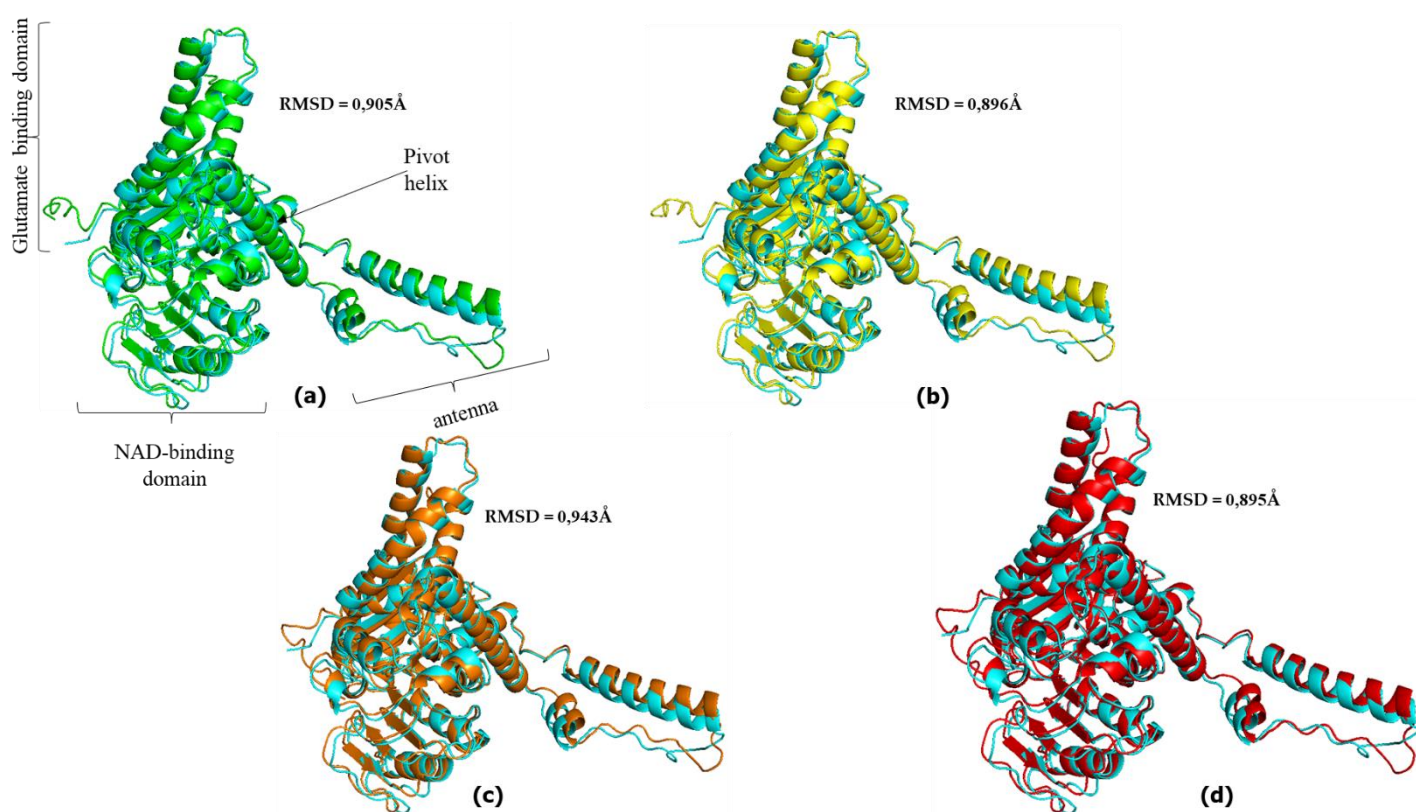 Glutamate binding domain
RMSD = 0,905Å
Pivot
helix
(a)
antenna
NAD-binding
domain
RMSD = 0,896Å
(b)
RMSD = 0,943Å
(c)
RMSD = 0,895Å
(d)